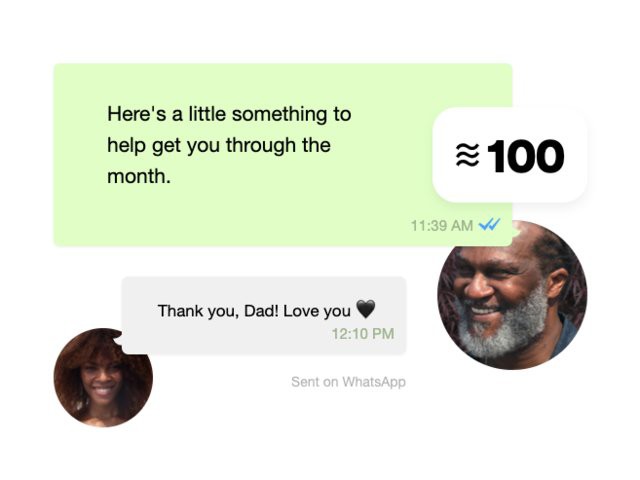 Here's a little something to
help get you through the
month.
≋ 100
11:39 AM
Thank you, Dad! Love you 🖤
12:10 PM
Sent on WhatsApp